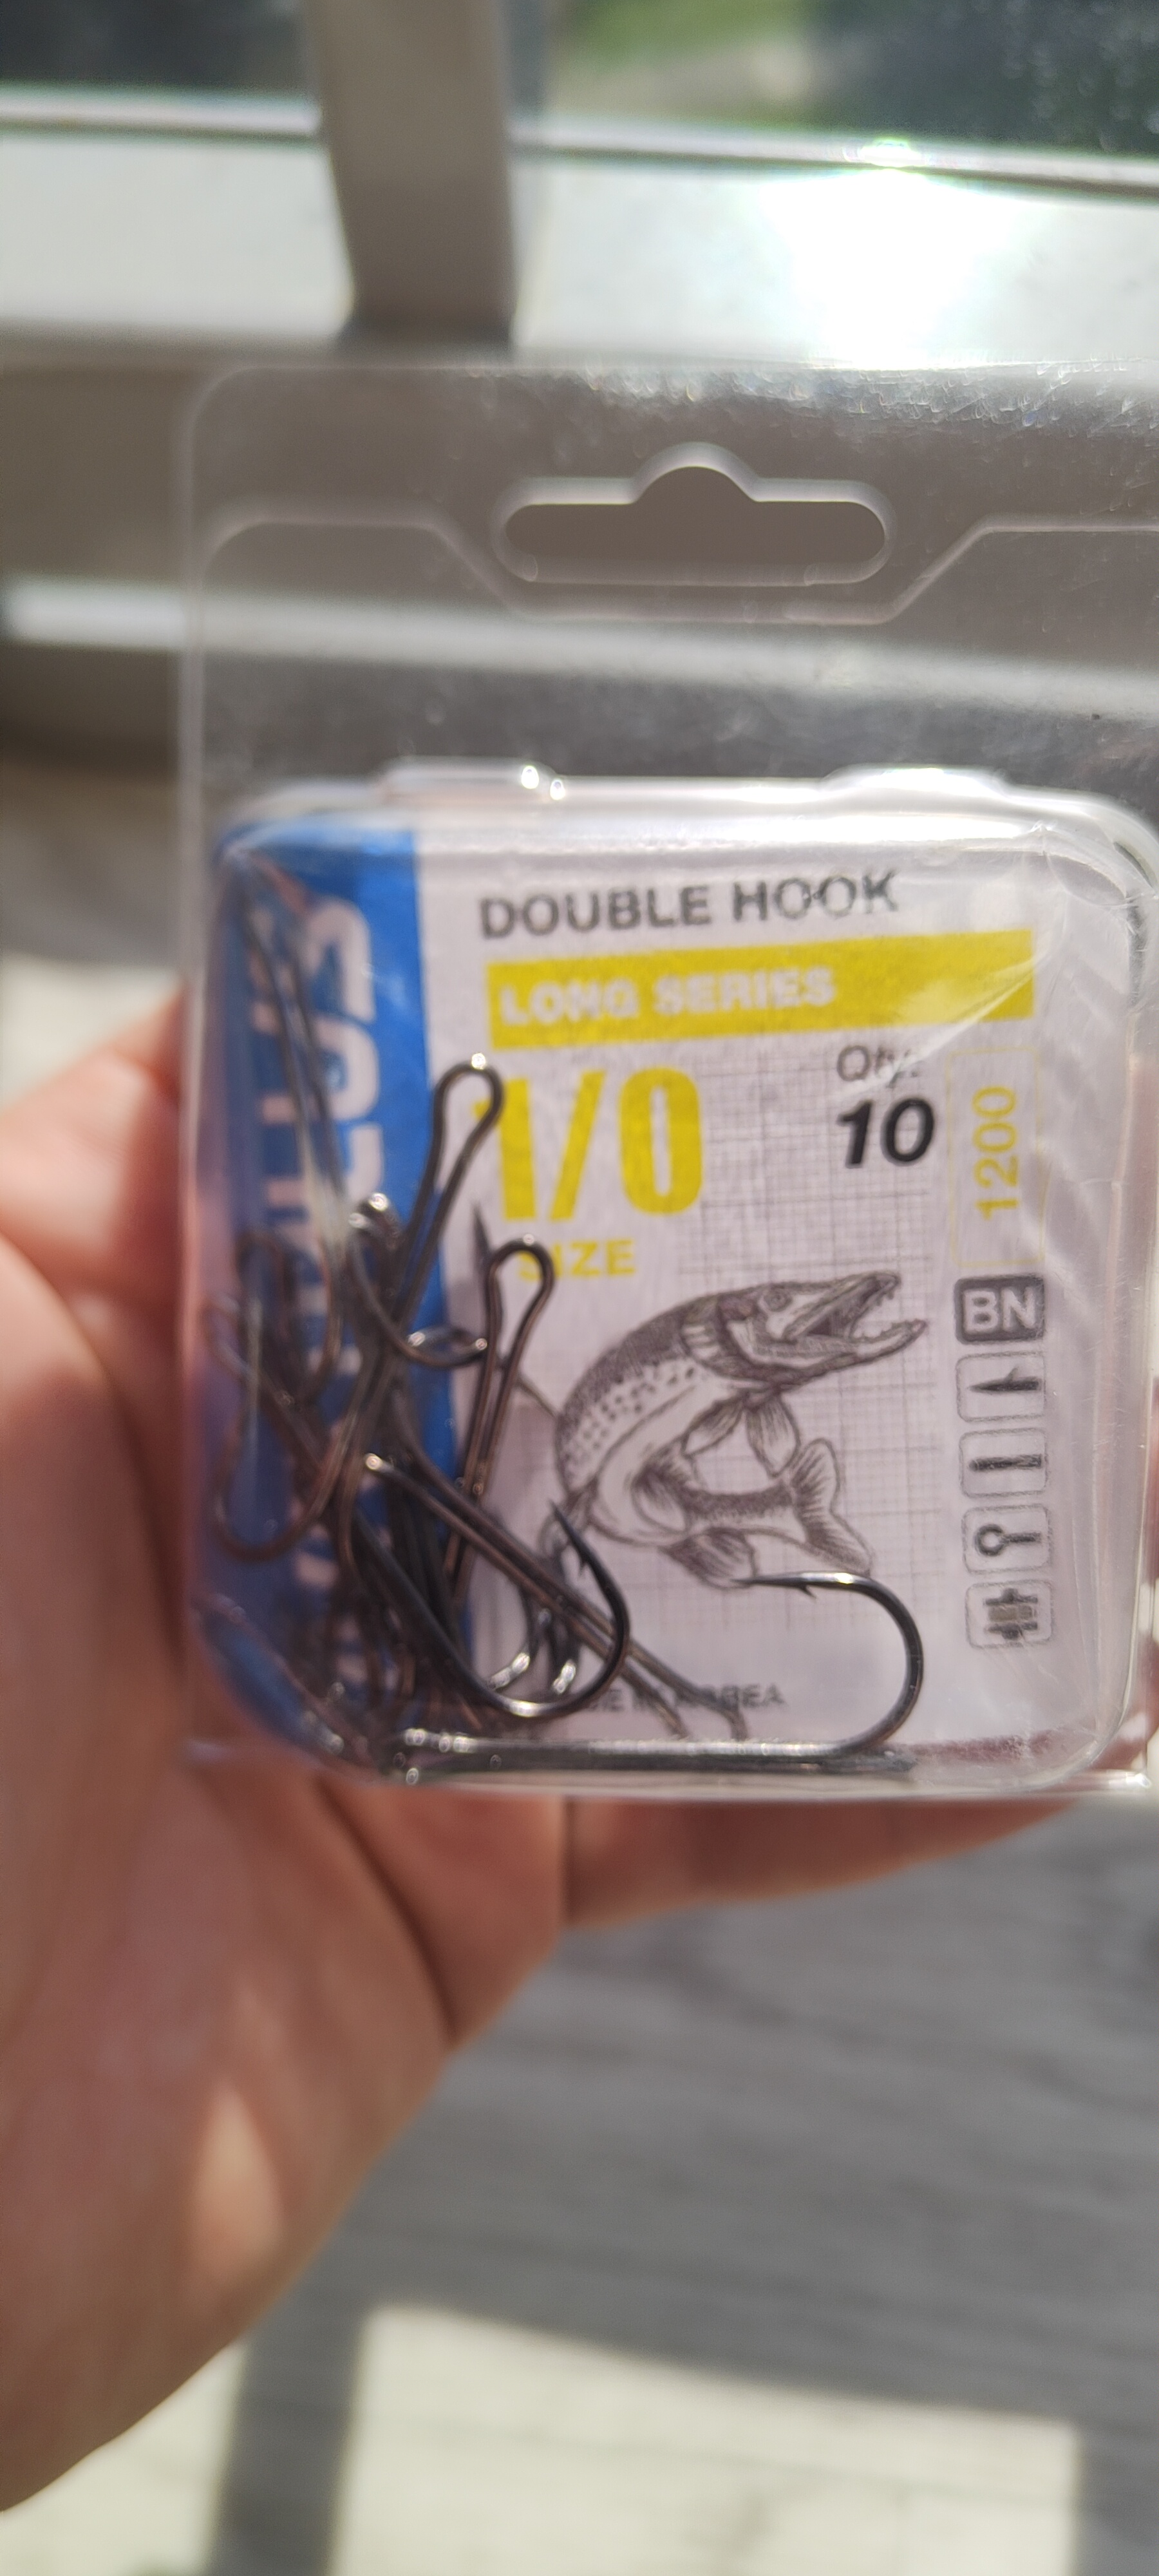 DOUBLE HOOK
LONG SERIES
1/0
SIZE
Qty.
10
1200
BN